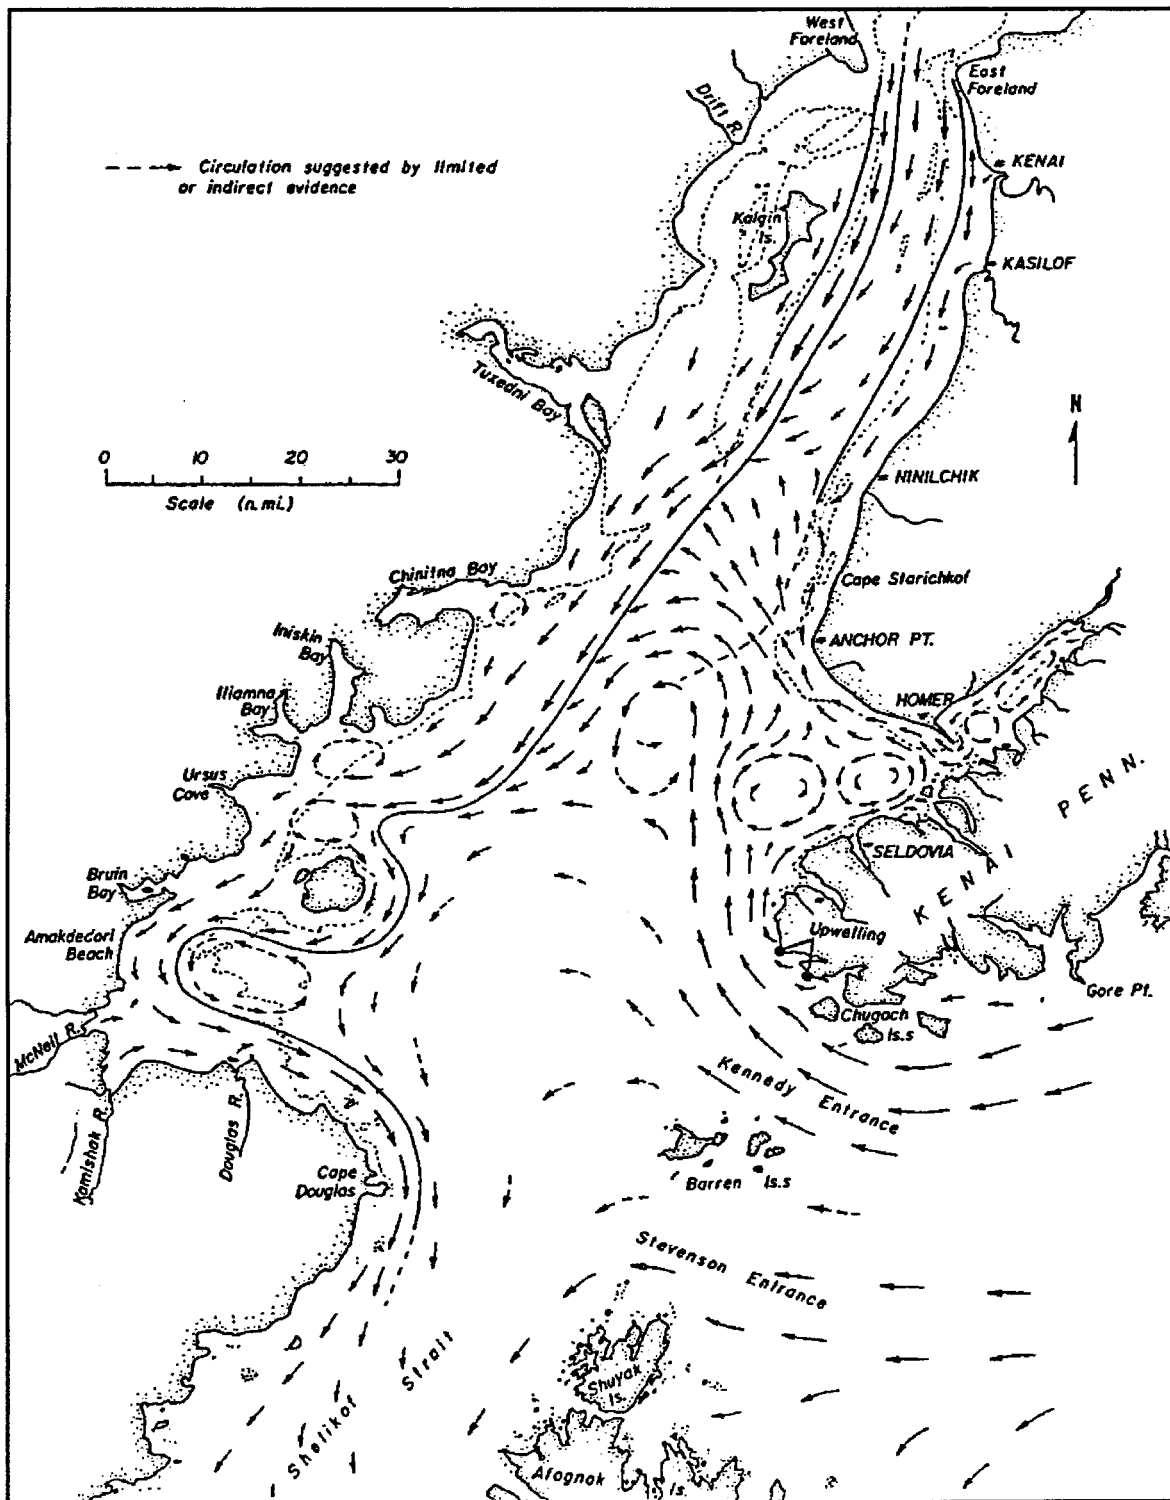 West
Foreland
East
Foreland
Drift R.
KENAI
Circulation suggested by limited
or indirect evidence
Kalgin
Is.
KASILOF
Tuxedni Bay
N
0 10 20 30
Scale (n.mi.)
NINILCHIK
Chinitna Bay
Cape Starichkof
Iniskin
Bay
ANCHOR PT.
Iliamna
Bay
HOMER
Ursus
Cove
KENAI PENN.
SELDOVIA
Bruin
Bay
Amakdedori
Beach
Upwelling
Gore Pt.
McNeil R.
Chugach
Is.s
Kennedy Entrance
Kamishak R.
Douglas R.
Cape
Douglas
Barren Is.s
Stevenson Entrance
Shelikof Strait
Shuyak
Is.
Afognak Is.